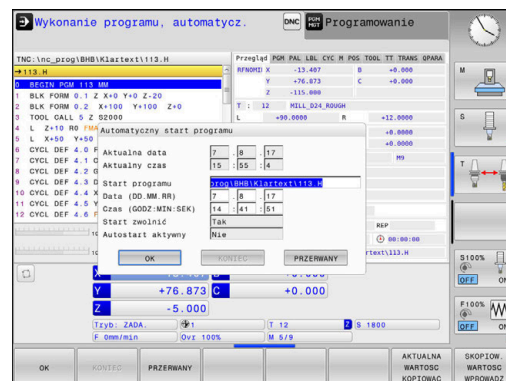 Wykonanie programu, automatycz.
DNC
Programowanie
TNC:\nc_prog\BHB\Klartext\113.H
→113.H
Przegląd PGM PAL LBL CYC M POS TOOL TT TRANS QPARA
RFNOMI X -13.407 B +0.000
Y +76.873 C +0.000
Z -115.000
T : 12 MILL_D24_ROUGH
L +90.0000 R +12.0000
+0.0000
+0.0000
M9
0 BEGIN PGM 113 MM
1 BLK FORM 0.1 Z X+0 Y+0 Z-20
2 BLK FORM 0.2 X+100 Y+100 Z+0
3 TOOL CALL 5 Z S2000
4 L Z+10 R0 FMA
5 L X+50 Y+50
6 CYCL DEF 4.0 F
7 CYCL DEF 4.1
8 CYCL DEF 4.2
9 CYCL DEF 4.3
10 CYCL DEF 4.4
11 CYCL DEF 4.5
12 CYCL DEF 4.6
Automatyczny start programu
Aktualna data 7 .8 .17
Aktualny czas 15 :55 :4
Start programu prog\BHB\Klartext\113.H
Data (DD.MM.RR) 7 .8 .17
Czas (GODZ:MIN:SEK) 14 :41 :51
Start zwolnić Tak
Autostart aktywny Nie
OK KONIEC PRZERWANY
REP
00:00:00
rtext\113.H
X
Y +76.873 C +0.000
Z -5.000
Tryb: ZADA. 1 T 12 Z S 1800
F 0mm/min Ovr 100% M 5/9
M
S
T
S100%
OFF ON
F100%
OFF ON
OK KONIEC PRZERWANY
AKTUALNA WARTOSC KOPIOWAC
SKOPIOW. WARTOSC WPROWADZ